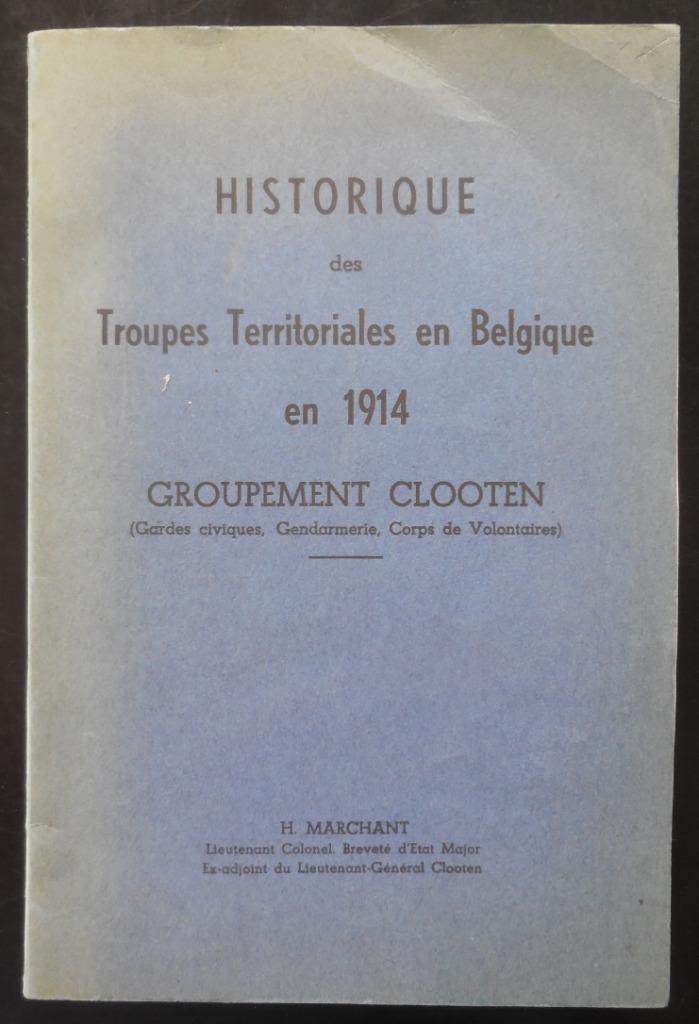 HISTORIQUE
des
Troupes Territoriales en Belgique
en 1914
GROUPEMENT CLOOTEN
(Gardes civiques, Gendarmerie, Corps de Volontaires)
H. MARCHANT
Lieutenant Colonel. Breveté d'Etat Major
Ex-adjoint du Lieutenant-Général Clooten